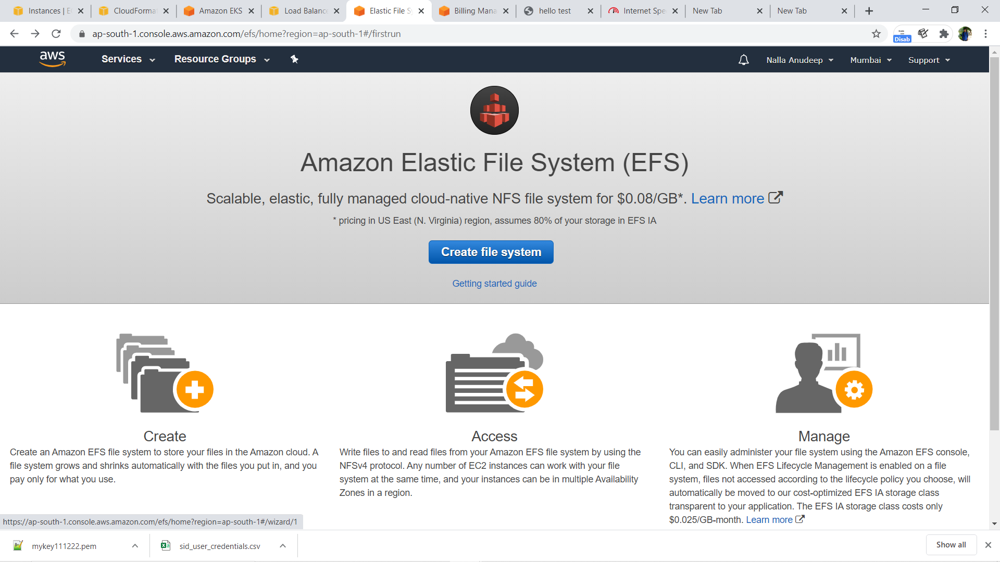 Instances | E
CloudForma
Amazon EKS
Load Balance
Elastic File Sy
Billing Mana
hello test
Internet Spe
New Tab
New Tab
ap-south-1.console.aws.amazon.com/efs/home?region=ap-south-1#/firstrun
Disab
aws
Services
Resource Groups
Nalla Anudeep
Mumbai
Support
Amazon Elastic File System (EFS)
Scalable, elastic, fully managed cloud-native NFS file system for $0.08/GB*. Learn more
* pricing in US East (N. Virginia) region, assumes 80% of your storage in EFS IA
Create file system
Getting started guide
Create
Create an Amazon EFS file system to store your files in the Amazon cloud. A
file system grows and shrinks automatically with the files you put in, and you
pay only for what you use.
Access
Write files to and read files from your Amazon EFS file system by using the
NFSv4 protocol. Any number of EC2 instances can work with your file
system at the same time, and your instances can be in multiple Availability
Zones in a region.
Manage
You can easily administer your file system using the Amazon EFS console,
CLI, and SDK. When EFS Lifecycle Management is enabled on a file
system, files not accessed according to the lifecycle policy you choose, will
automatically be moved to our cost-optimized EFS IA storage class
transparent to your application. The EFS IA storage class costs only
$0.025/GB-month. Learn more
https://ap-south-1.console.aws.amazon.com/efs/home?region=ap-south-1#/wizard/1
mykey111222.pem
sid_user_credentials.csv
Show all